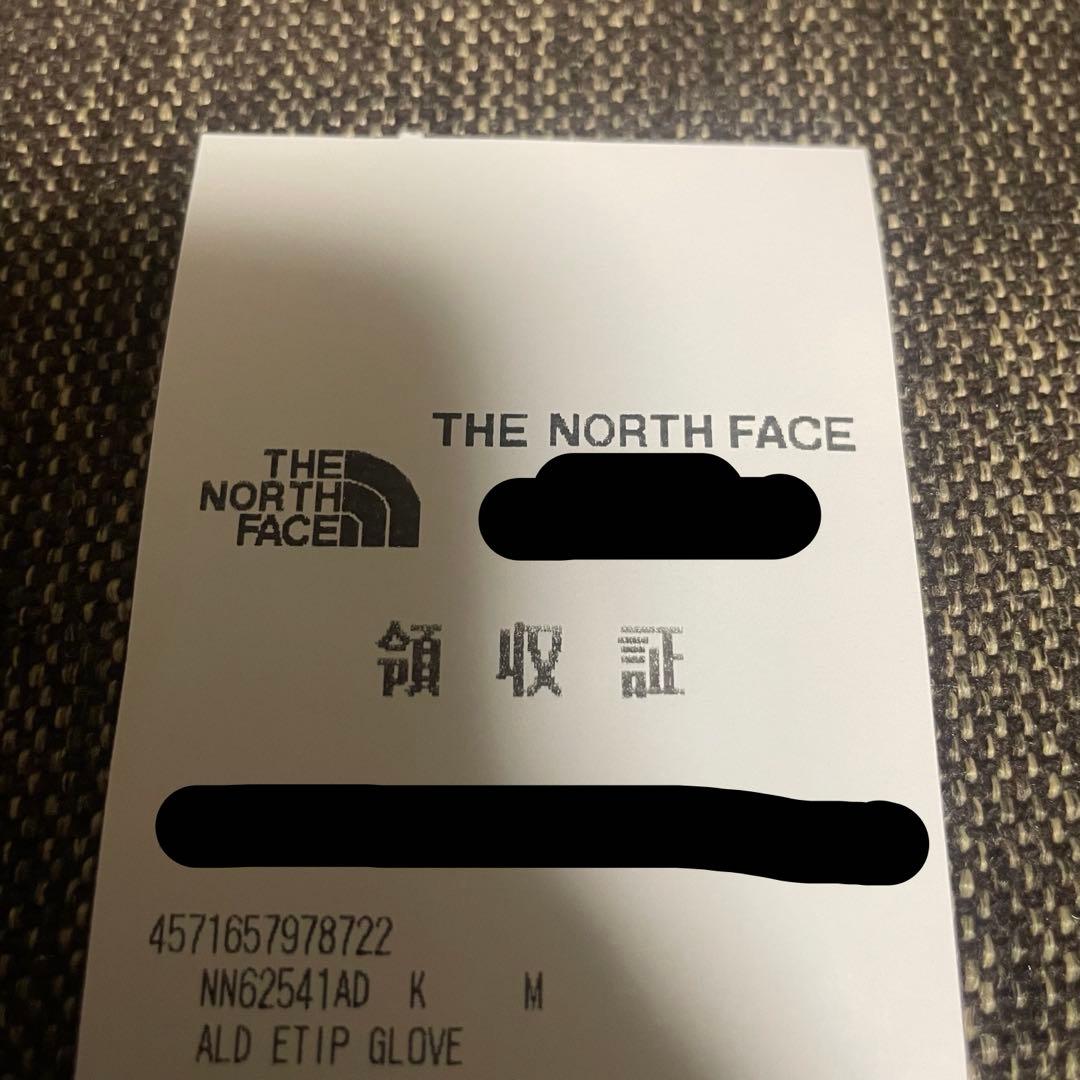 THE NORTH FACE
THE
NORTH
FACE
領収証
4571657978722
NN62541AD K M
ALD ETIP GLOVE